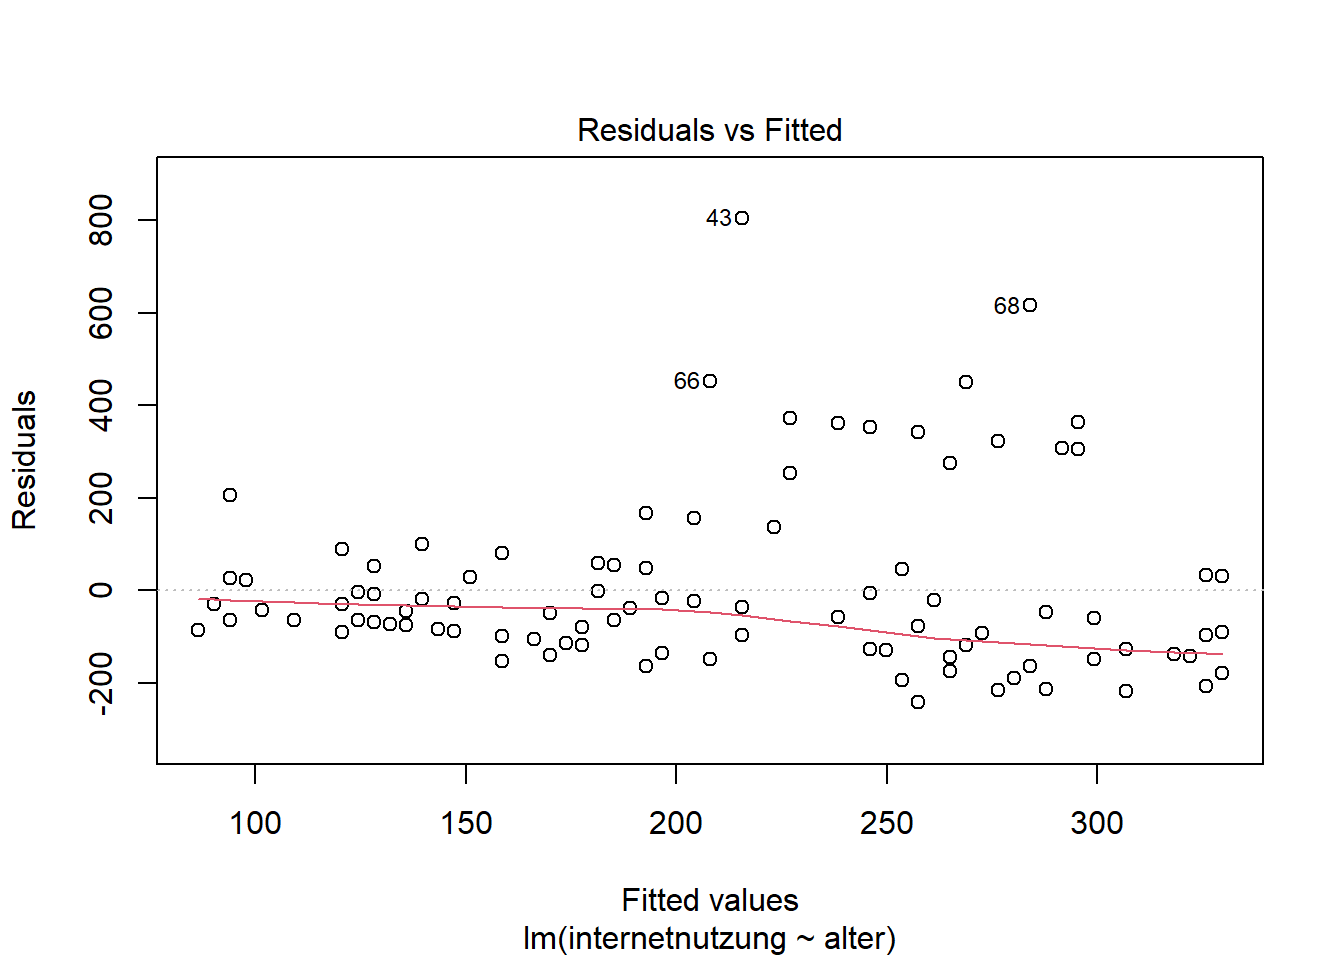 Residuals vs Fitted
Residuals
800
600
400
200
0
-200
43
68
66
100 150 200 250 300
Fitted values
lm(internetnutzung ~ alter)